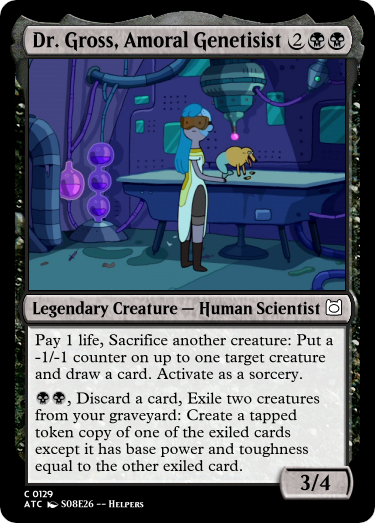 Dr. Gross, Amoral Genetisist 2
Legendary Creature — Human Scientist
Pay 1 life, Sacrifice another creature: Put a
-1/-1 counter on up to one target creature
and draw a card. Activate as a sorcery.
, Discard a card, Exile two creatures
from your graveyard: Create a tapped
token copy of one of the exiled cards
except it has base power and toughness
equal to the other exiled card.
3/4
C 0129
ATC S08E26 -- Helpers